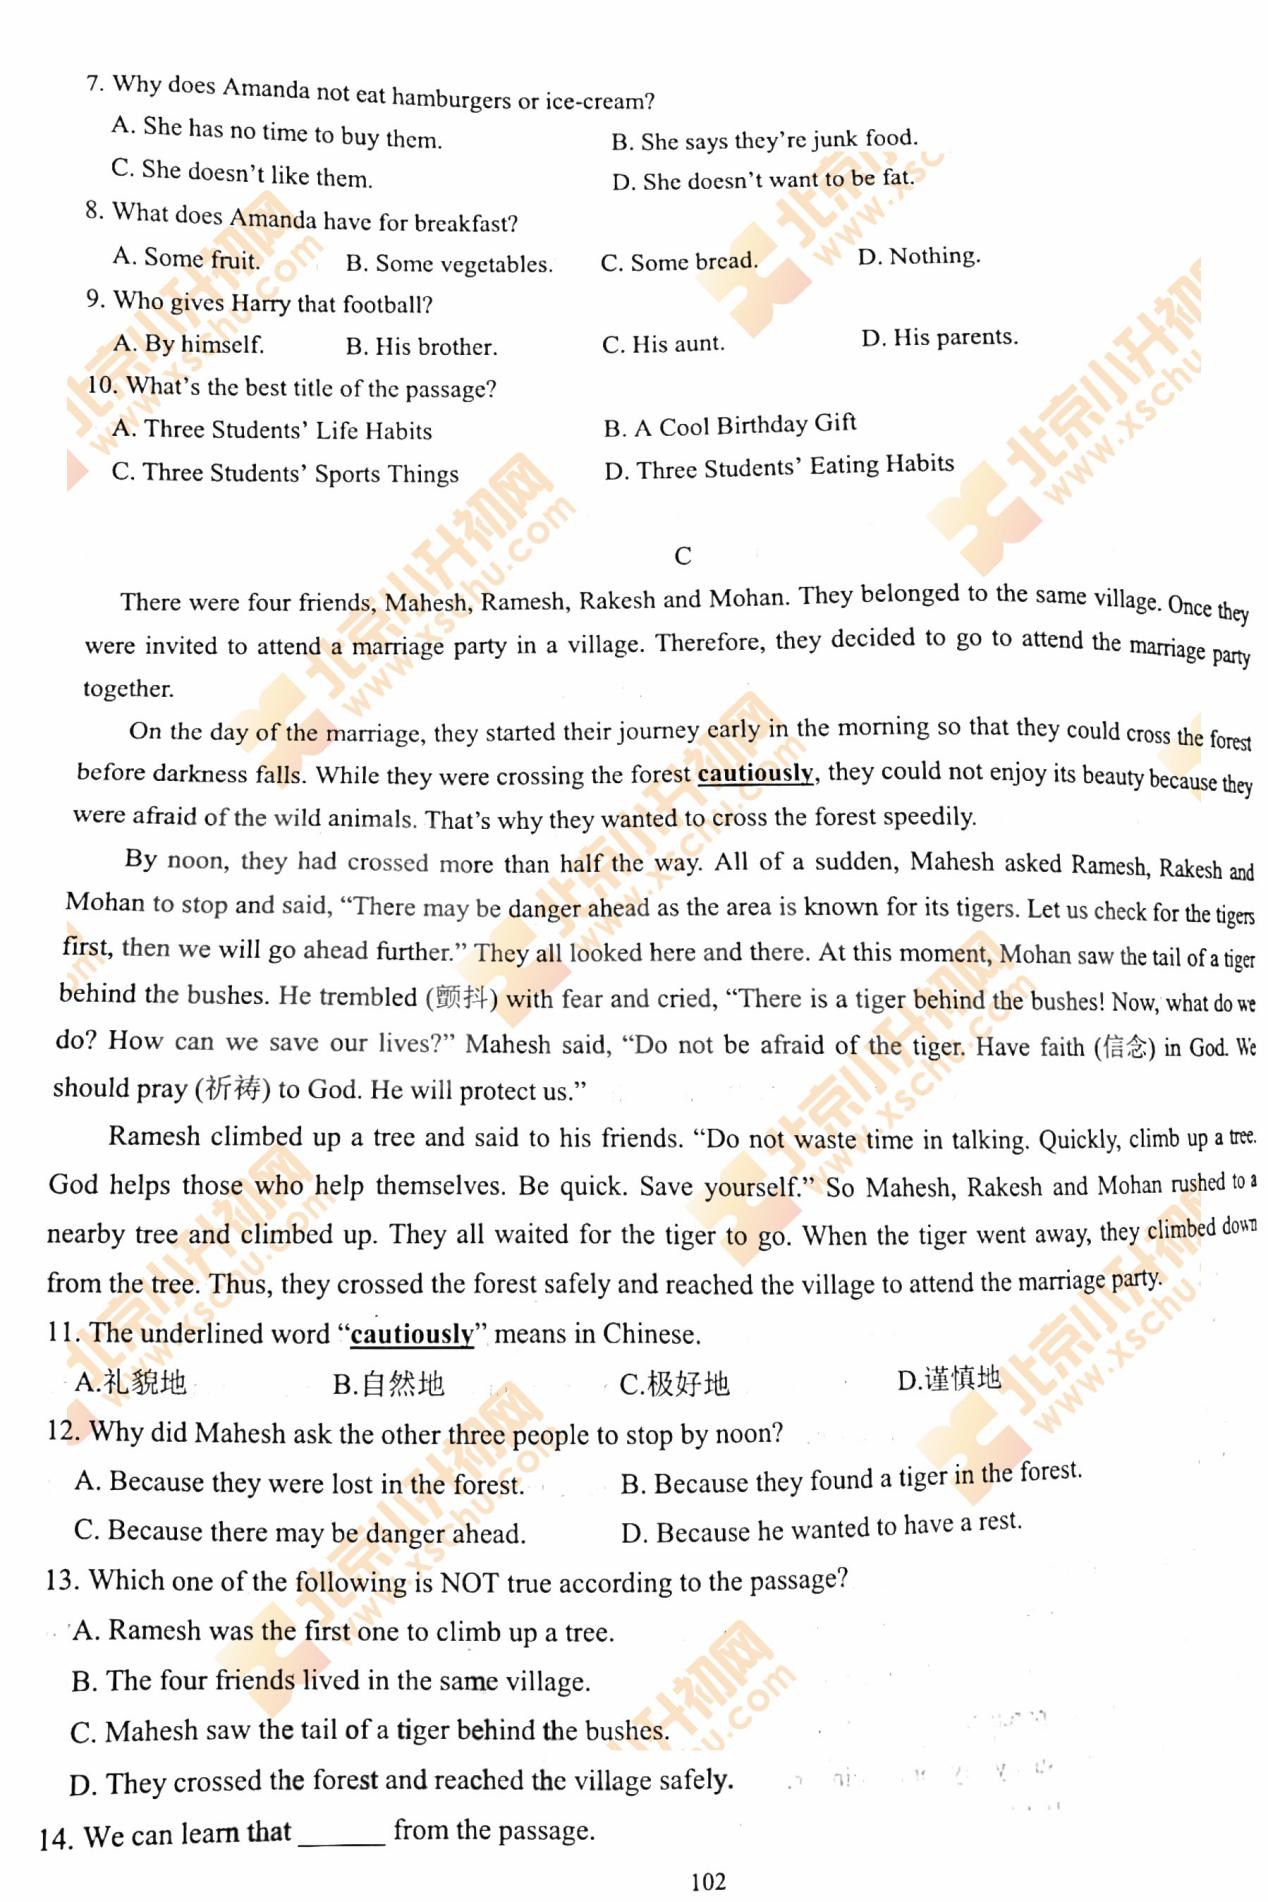 7. Why does Amanda not eat hamburgers or ice-cream?
A. She has no time to buy them.
B. She says they're junk food.
C. She doesn't like them.
D. She doesn't want to be fat.
8. What does Amanda have for breakfast?
A. Some fruit.
B. Some vegetables.
C. Some bread.
D. Nothing.
9. Who gives Harry that football?
A. By himself.
B. His brother.
C. His aunt.
D. His parents.
10. What's the best title of the passage?
A. Three Students' Life Habits
B. A Cool Birthday Gift
C. Three Students' Sports Things
D. Three Students' Eating Habits
C
There were four friends, Mahesh, Ramesh, Rakesh and Mohan. They belonged to the same village. Once they
were invited to attend a marriage party in a village. Therefore, they decided to go to attend the marriage party
together.
On the day of the marriage, they started their journey early in the morning so that they could cross the forest
before darkness falls. While they were crossing the forest cautiously, they could not enjoy its beauty because they
were afraid of the wild animals. That's why they wanted to cross the forest speedily.
By noon, they had crossed more than half the way. All of a sudden, Mahesh asked Ramesh, Rakesh and
Mohan to stop and said, “There may be danger ahead as the area is known for its tigers. Let us check for the tigers
first, then we will go ahead further.” They all looked here and there. At this moment, Mohan saw the tail of a tiger
behind the bushes. He trembled (颤抖) with fear and cried, “There is a tiger behind the bushes! Now, what do we
do? How can we save our lives?” Mahesh said, “Do not be afraid of the tiger. Have faith (信念) in God. We
should pray (祈祷) to God. He will protect us.”
Ramesh climbed up a tree and said to his friends. “Do not waste time in talking. Quickly, climb up a tree.
God helps those who help themselves. Be quick. Save yourself.” So Mahesh, Rakesh and Mohan rushed to a
nearby tree and climbed up. They all waited for the tiger to go. When the tiger went away, they climbed down
from the tree. Thus, they crossed the forest safely and reached the village to attend the marriage party.
11. The underlined word “cautiously” means in Chinese.
A.礼貌地
B.自然地
C.极好地
D.谨慎地
12. Why did Mahesh ask the other three people to stop by noon?
A. Because they were lost in the forest.
B. Because they found a tiger in the forest.
C. Because there may be danger ahead.
D. Because he wanted to have a rest.
13. Which one of the following is NOT true according to the passage?
A. Ramesh was the first one to climb up a tree.
B. The four friends lived in the same village.
C. Mahesh saw the tail of a tiger behind the bushes.
D. They crossed the forest and reached the village safely.
14. We can learn that ______ from the passage.
102
北京小升初网
www.xschu.com